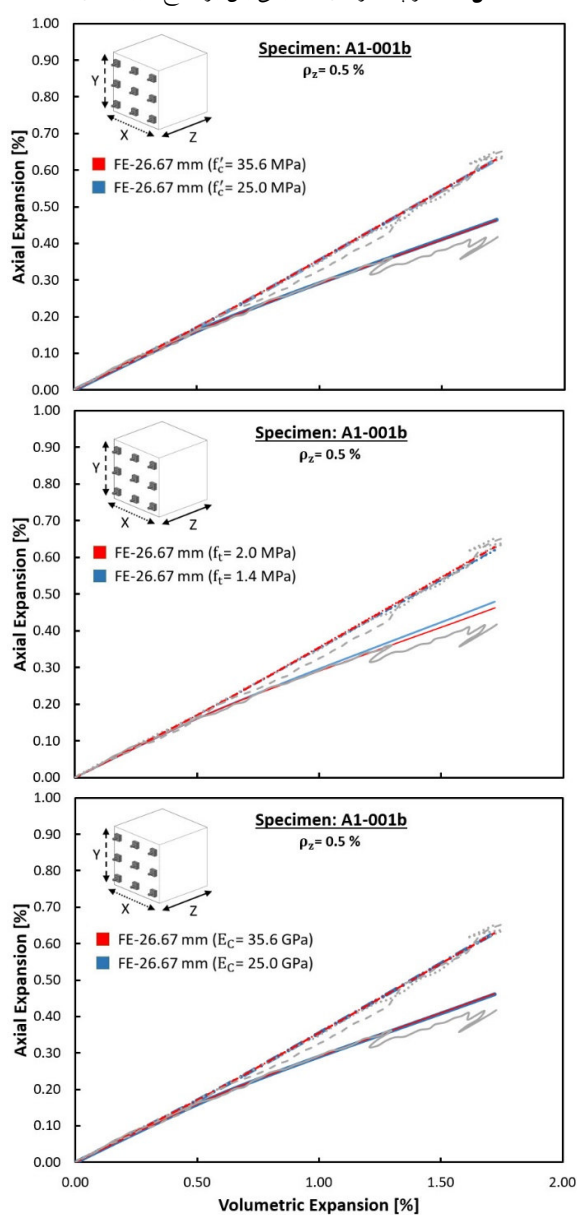 1.00
0.90
0.80
0.70
0.60
0.50
0.40
0.30
0.20
0.10
0.00
Axial Expansion [%]
Specimen: A1-001b
ρz= 0.5 %
Y
X
Z
FE-26.67 mm (f′c= 35.6 MPa)
FE-26.67 mm (f′c= 25.0 MPa)
1.00
0.90
0.80
0.70
0.60
0.50
0.40
0.30
0.20
0.10
0.00
Axial Expansion [%]
Specimen: A1-001b
ρz= 0.5 %
Y
X
Z
FE-26.67 mm (ft= 2.0 MPa)
FE-26.67 mm (ft= 1.4 MPa)
1.00
0.90
0.80
0.70
0.60
0.50
0.40
0.30
0.20
0.10
0.00
Axial Expansion [%]
Specimen: A1-001b
ρz= 0.5 %
Y
X
Z
FE-26.67 mm (EC= 35.6 GPa)
FE-26.67 mm (EC= 25.0 GPa)
0.00 0.50 1.00 1.50 2.00
Volumetric Expansion [%]